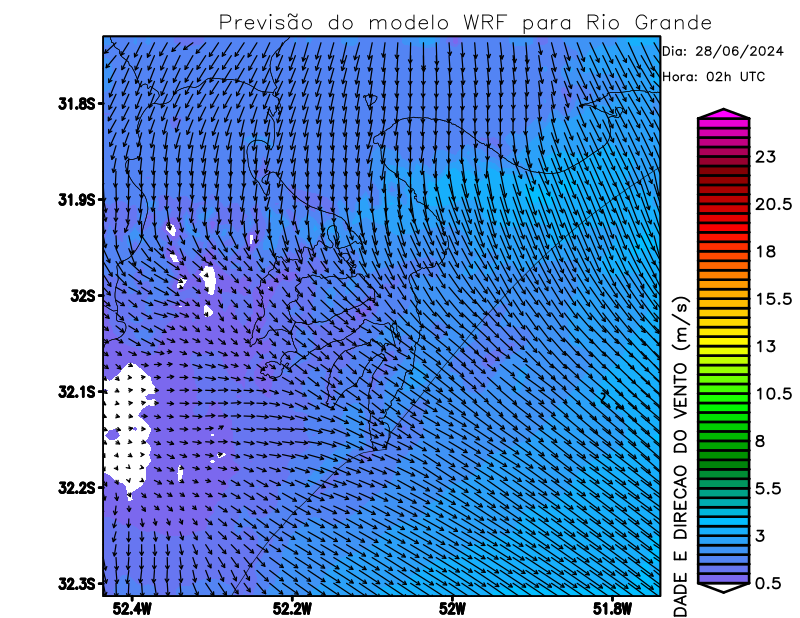 Previsão do modelo WRF para Rio Grande
Dia: 28/06/2024
Hora: 02h UTC
31.8S
31.9S
32S
32.1S
32.2S
32.3S
52.4W
52.2W
52W
51.8W
DADE E DIRECAO DO VENTO (m/s)
23
20.5
18
15.5
13
10.5
8
5.5
3
0.5